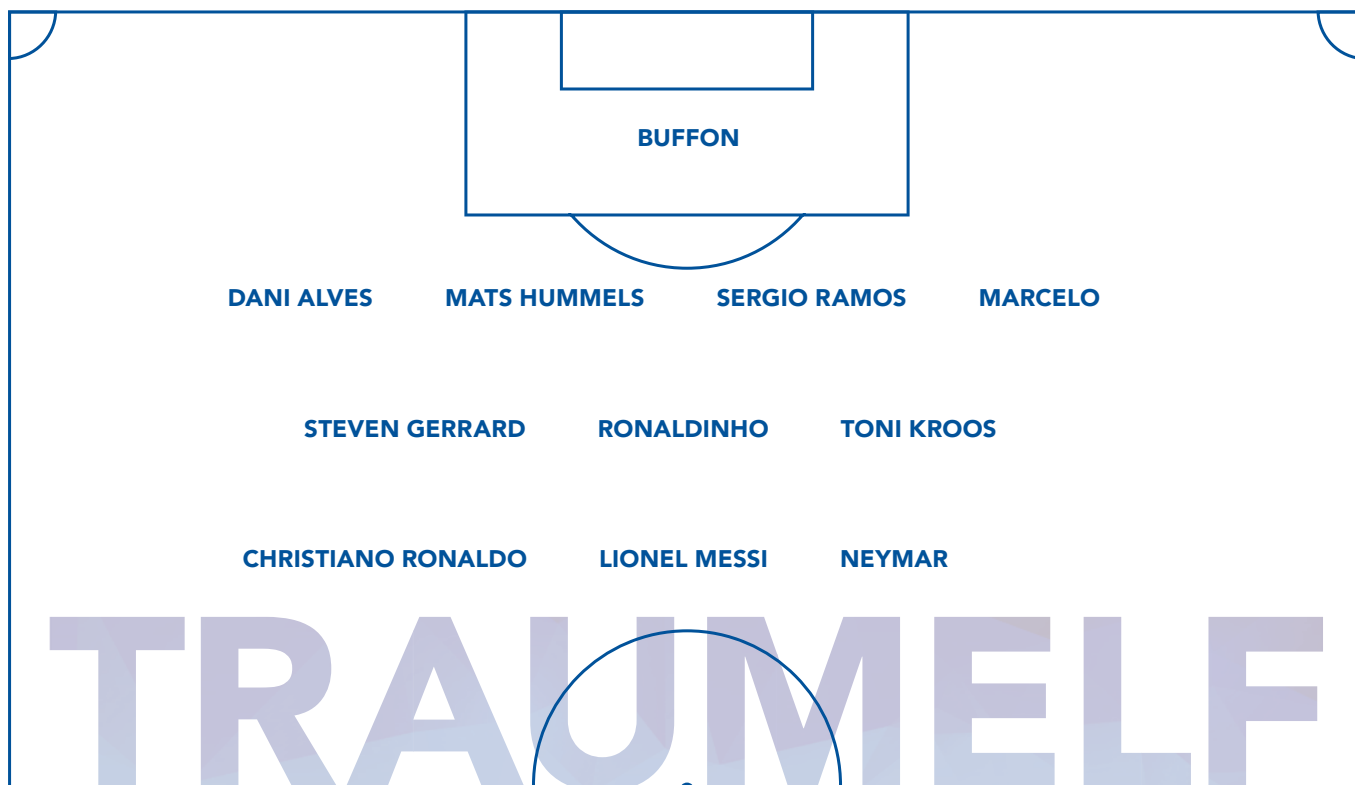 BUFFON
DANI ALVES MATS HUMMELS SERGIO RAMOS MARCELO
STEVEN GERRARD RONALDINHO TONI KROOS
CHRISTIANO RONALDO LIONEL MESSI NEYMAR
TRAUMELF